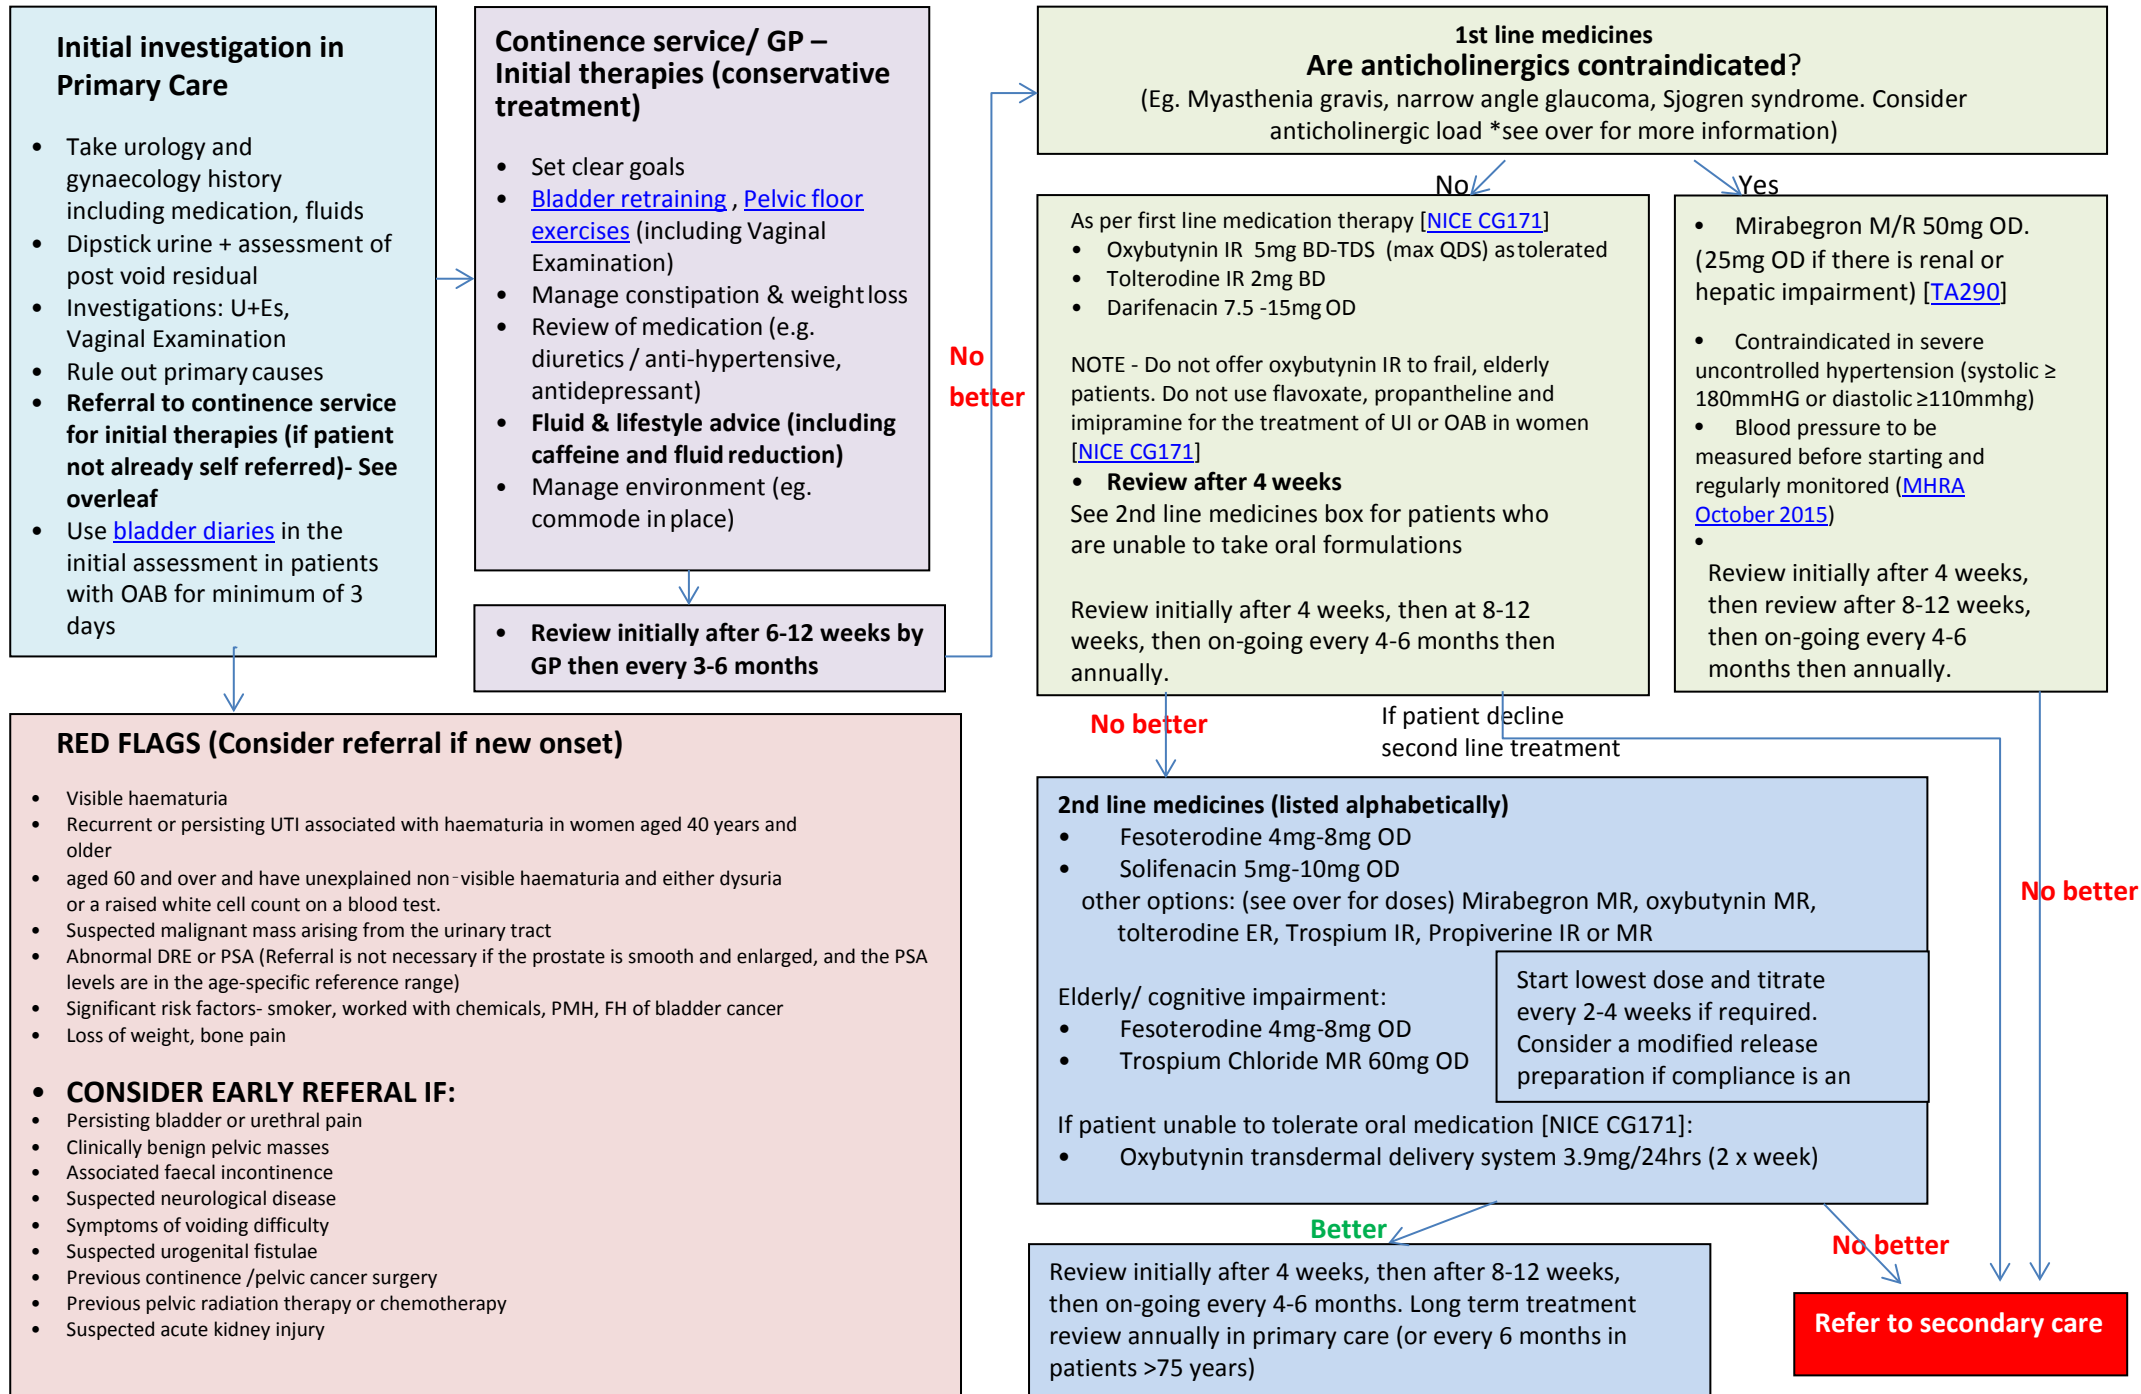 Initial investigation in
Primary Care
• Take urology and
gynaecology history
including medication, fluids
• Dipstick urine + assessment of
post void residual
• Investigations: U+Es,
Vaginal Examination
• Rule out primary causes
• Referral to continence service
for initial therapies (if patient
not already self referred)- See
overleaf
• Use bladder diaries in the
initial assessment in patients
with OAB for minimum of 3
days
Continence service/ GP –
Initial therapies (conservative
treatment)
• Set clear goals
• Bladder retraining , Pelvic floor
exercises (including Vaginal
Examination)
• Manage constipation & weight loss
• Review of medication (e.g.
diuretics / anti-hypertensive,
antidepressant)
• Fluid & lifestyle advice (including
caffeine and fluid reduction)
• Manage environment (eg.
commode in place)
• Review initially after 6-12 weeks by
GP then every 3-6 months
No
better
1st line medicines
Are anticholinergics contraindicated?
(Eg. Myasthenia gravis, narrow angle glaucoma, Sjogren syndrome. Consider
anticholinergic load *see over for more information)
No
Yes
As per first line medication therapy [NICE CG171]
• Oxybutynin IR 5mg BD-TDS (max QDS) as tolerated
• Tolterodine IR 2mg BD
• Darifenacin 7.5 -15mg OD
NOTE - Do not offer oxybutynin IR to frail, elderly
patients. Do not use flavoxate, propantheline and
imipramine for the treatment of UI or OAB in women
[NICE CG171]
• Review after 4 weeks
See 2nd line medicines box for patients who
are unable to take oral formulations
Review initially after 4 weeks, then at 8-12
weeks, then on-going every 4-6 months then
annually.
• Mirabegron M/R 50mg OD.
(25mg OD if there is renal or
hepatic impairment) [TA290]
• Contraindicated in severe
uncontrolled hypertension (systolic ≥
180mmHG or diastolic ≥110mmhg)
• Blood pressure to be
measured before starting and
regularly monitored (MHRA
October 2015)
•
Review initially after 4 weeks,
then review after 8-12 weeks,
then on-going every 4-6
months then annually.
No better
If patient decline
second line treatment
No better
RED FLAGS (Consider referral if new onset)
• Visible haematuria
• Recurrent or persisting UTI associated with haematuria in women aged 40 years and
older
• aged 60 and over and have unexplained non-visible haematuria and either dysuria
or a raised white cell count on a blood test.
• Suspected malignant mass arising from the urinary tract
• Abnormal DRE or PSA (Referral is not necessary if the prostate is smooth and enlarged, and the PSA
levels are in the age-specific reference range)
• Significant risk factors- smoker, worked with chemicals, PMH, FH of bladder cancer
• Loss of weight, bone pain
• CONSIDER EARLY REFERAL IF:
• Persisting bladder or urethral pain
• Clinically benign pelvic masses
• Associated faecal incontinence
• Suspected neurological disease
• Symptoms of voiding difficulty
• Suspected urogenital fistulae
• Previous continence /pelvic cancer surgery
• Previous pelvic radiation therapy or chemotherapy
• Suspected acute kidney injury
2nd line medicines (listed alphabetically)
• Fesoterodine 4mg-8mg OD
• Solifenacin 5mg-10mg OD
other options: (see over for doses) Mirabegron MR, oxybutynin MR,
tolterodine ER, Trospium IR, Propiverine IR or MR
Elderly/ cognitive impairment:
• Fesoterodine 4mg-8mg OD
• Trospium Chloride MR 60mg OD
Start lowest dose and titrate
every 2-4 weeks if required.
Consider a modified release
preparation if compliance is an
If patient unable to tolerate oral medication [NICE CG171]:
• Oxybutynin transdermal delivery system 3.9mg/24hrs (2 x week)
Better
No better
Review initially after 4 weeks, then after 8-12 weeks,
then on-going every 4-6 months. Long term treatment
review annually in primary care (or every 6 months in
patients >75 years)
Refer to secondary care